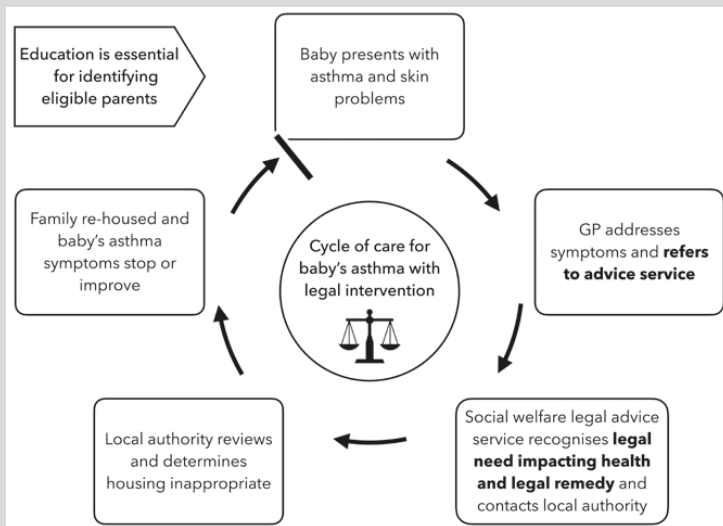 Education is essential
for identifying
eligible parents
Baby presents with
asthma and skin
problems
GP addresses
symptoms and refers
to advice service
Social welfare legal advice
service recognises legal
need impacting health
and legal remedy and
contacts local authority
Local authority reviews
and determines
housing inappropriate
Family re-housed and
baby's asthma
symptoms stop or
improve
Cycle of care for
baby's asthma with
legal intervention